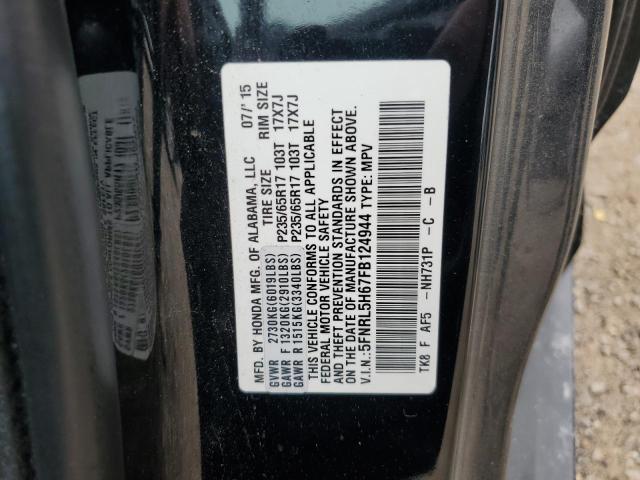 MFD. BY HONDA MFG. OF ALABAMA, LLC 07/'15
TIRE SIZE RIM SIZE
GVWR 2730KG(6019LBS)
GAWR F 1320KG(2910LBS) P235/65R17 103T 17X7J
GAWR R 1515KG(3340LBS) P235/65R17 103T 17X7J
THIS VEHICLE CONFORMS TO ALL APPLICABLE
FEDERAL MOTOR VEHICLE SAFETY
AND THEFT PREVENTION STANDARDS IN EFFECT
ON THE DATE OF MANUFACTURE SHOWN ABOVE.
V.I.N.:5FNRL5H67FB124944 TYPE: MPV
TK8 F AF5 -NH731P -C -B